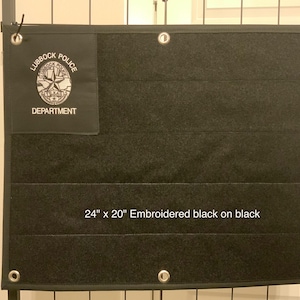 LUBBOCK POLICE
DEPARTMENT
24" x 20" Embroidered black on black